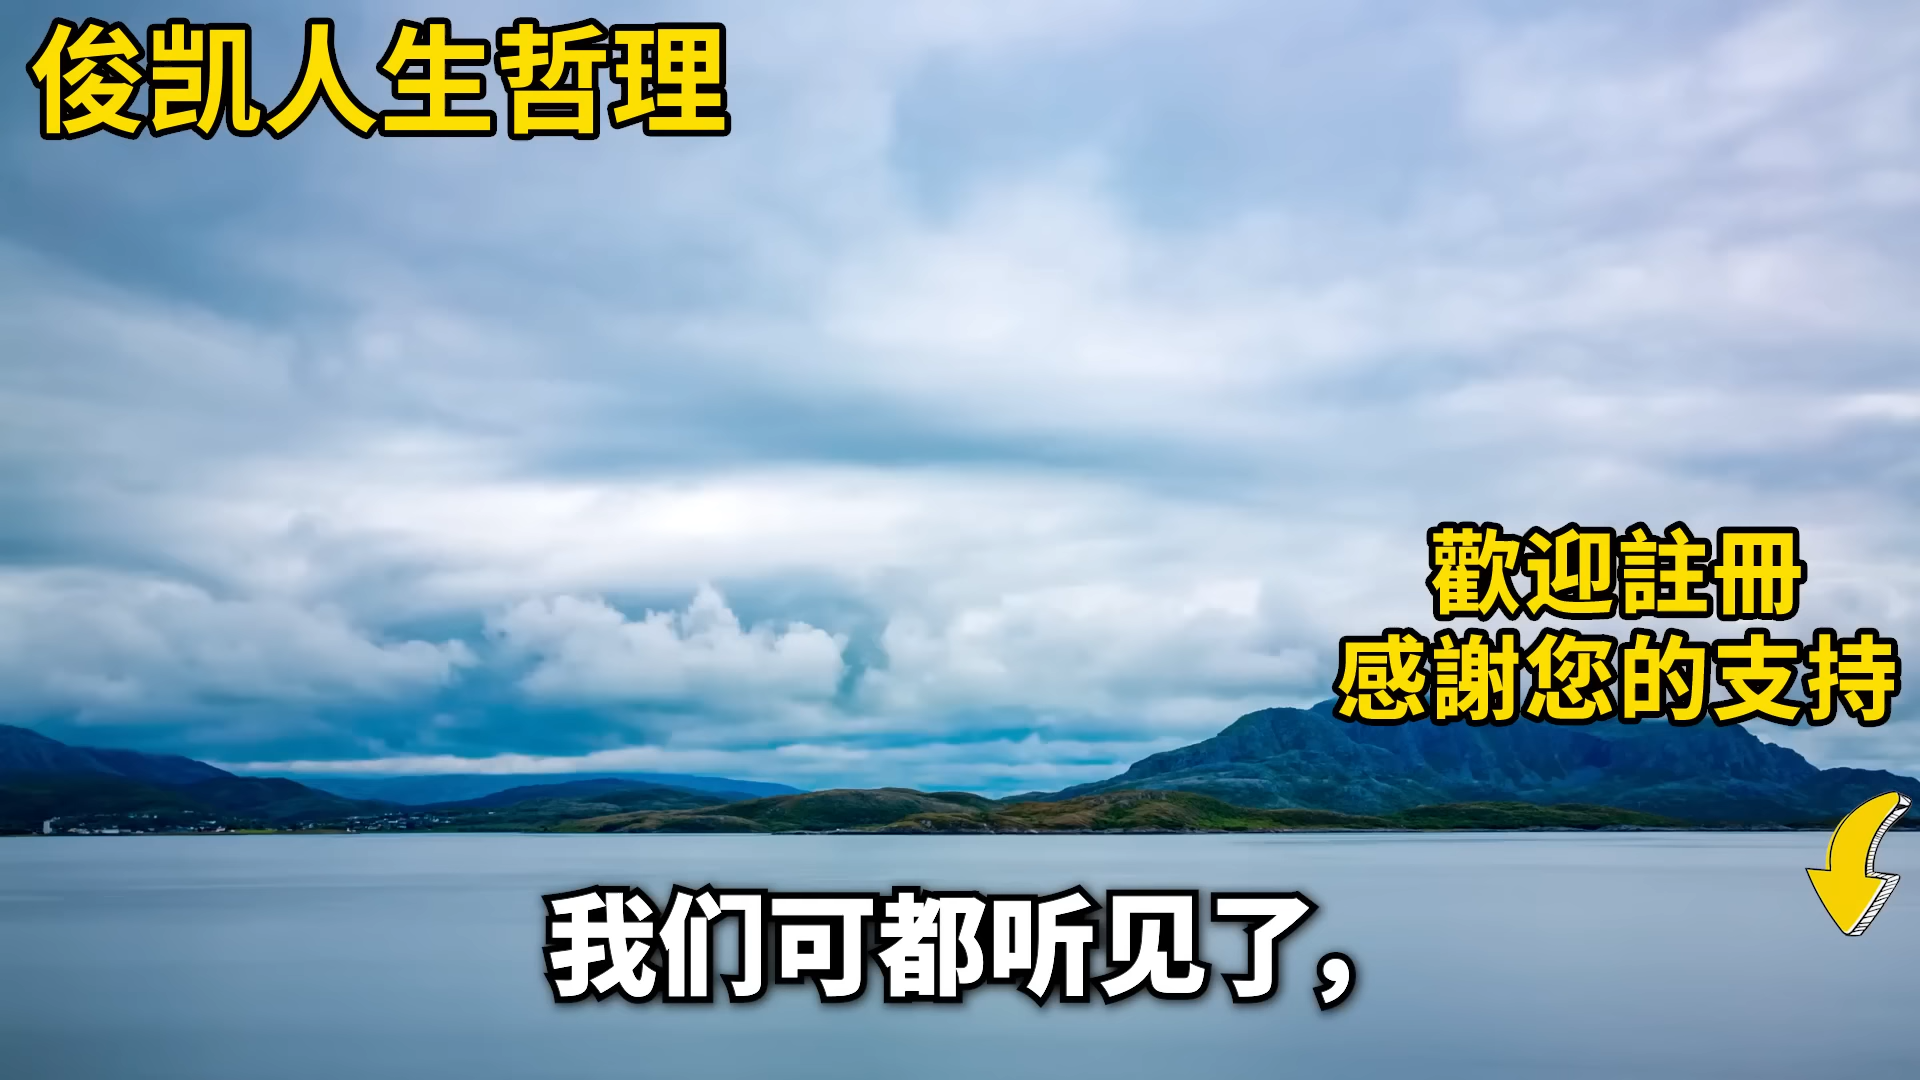 俊凯人生哲理
歡迎註冊
感謝您的支持
我们可都听见了，